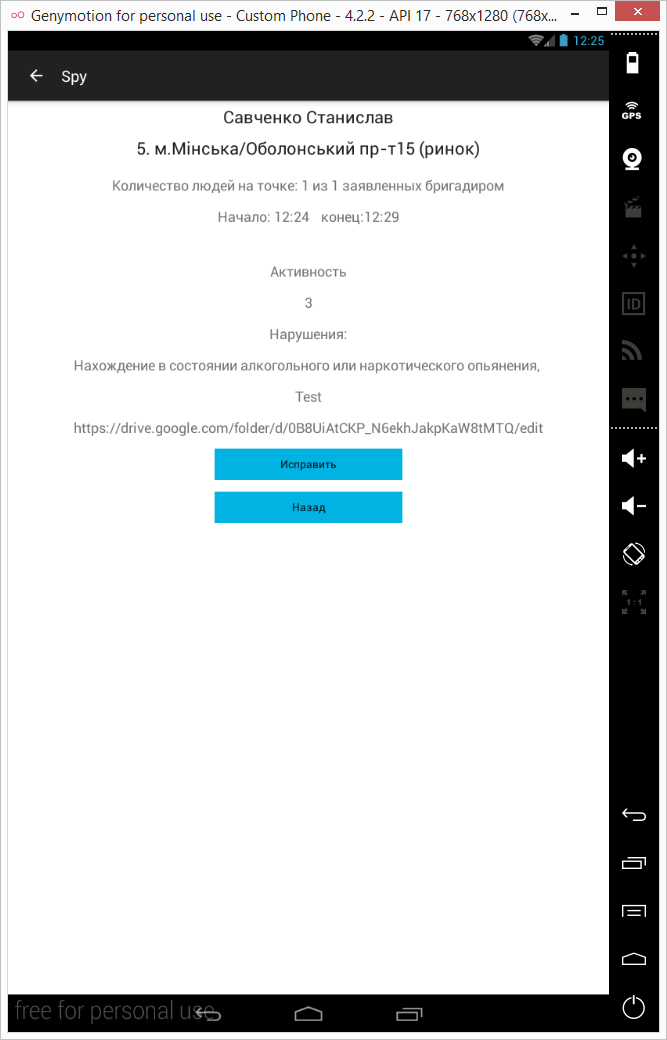 Genymotion for personal use - Custom Phone - 4.2.2 - API 17 - 768x1280 (768x...
12:25
Spy
GPS
Савченко Станислав
5. м.Мінська/Оболонський пр-т15 (ринок)
Количество людей на точке: 1 из 1 заявленных бригадиром
Начало: 12:24 конец:12:29
Активность
3
ID
Нарушения:
Нахождение в состоянии алкогольного или наркотического опьянения,
Test
https://drive.google.com/folder/d/0B8UiAtCKP_N6ekhJakpKaW8tMTQ/edit
Исправить
Назад
1:1
free for personal use